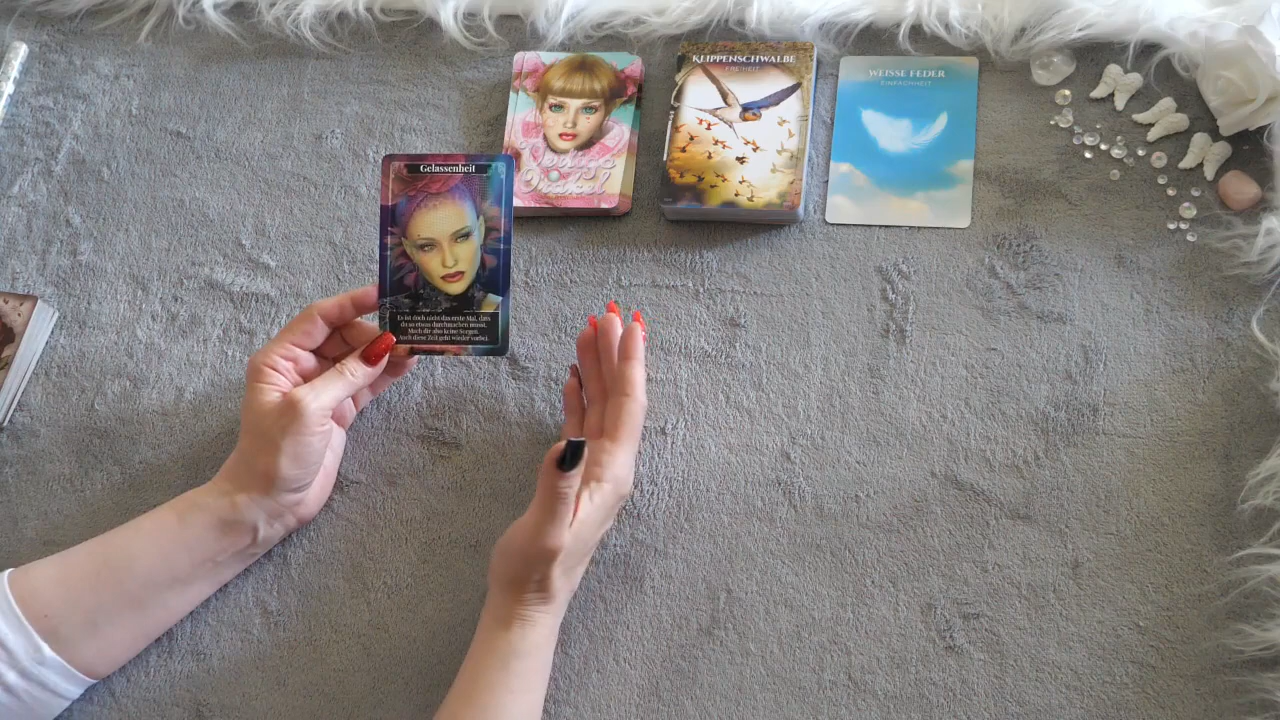 KLIPPENSCHWALBE
FREIHEIT
WEISSE FEDER
EINFACHHEIT
Orakel
Gelassenheit
Es ist doch nicht das erste Mal, dass
du so etwas durchmachen musst.
Mach dir also keine Sorgen.
Auch diese Zeit geht wieder vorbei.